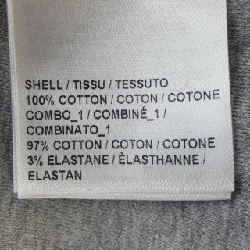 SHELL / TISSU / TESSUTO
100% COTTON / COTON / COTONE
COMBO_1 / COMBINÉ_1 /
COMBINATO_1
97% COTTON / COTON / COTONE
3% ELASTANE / ÉLASTHANNE /
ELASTAN